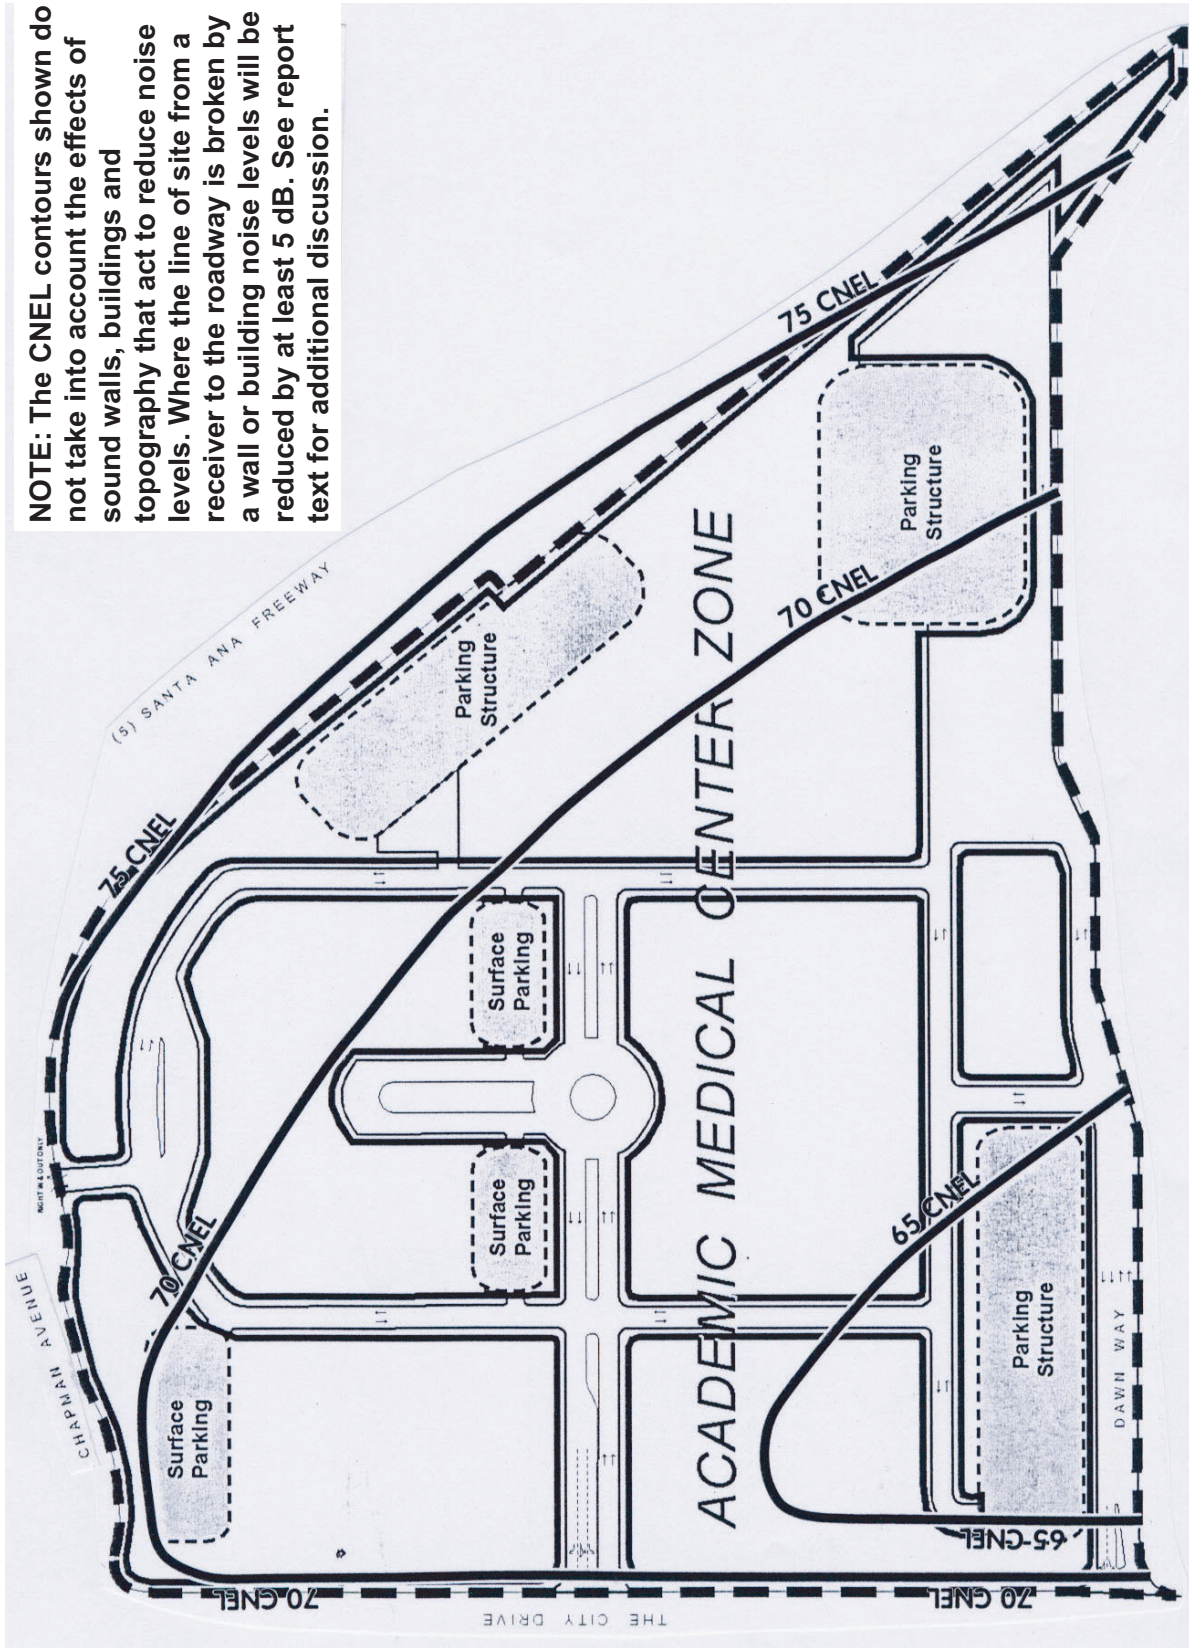 NOTE: The CNEL contours shown do
not take into account the effects of
sound walls, buildings and
topography that act to reduce noise
levels. Where the line of site from a
receiver to the roadway is broken by
a wall or building noise levels will be
reduced by at least 5 dB. See report
text for additional discussion.
(5) SANTA ANA FREEWAY
75 CNEL
75 CNEL
Parking
Structure
Parking
Structure
70 CNEL
ACADEMIC MEDICAL CENTER ZONE
Surface
Parking
Surface
Parking
RIGHT IN & OUT ONLY
CHAPMAN AVENUE
70 CNEL
65 CNEL
Surface
Parking
Parking
Structure
DAWN WAY
65 CNEL
70 CNEL
70 CNEL
THE CITY DRIVE